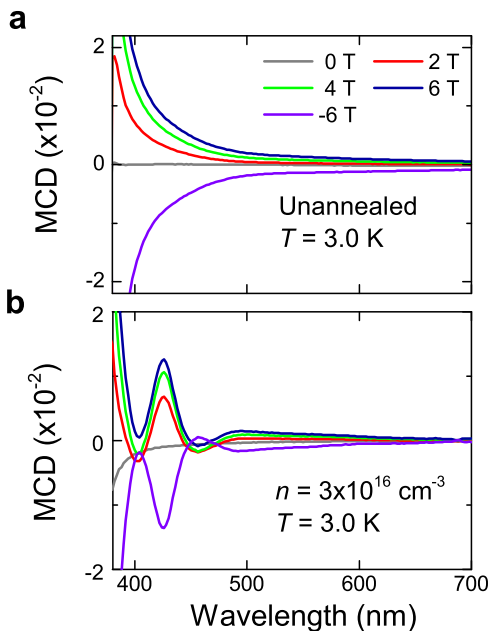 a
2
0
-2
MCD (x10⁻²)
0 T
2 T
4 T
6 T
-6 T
Unannealed
T = 3.0 K
b
2
0
-2
MCD (x10⁻²)
n = 3x10¹⁶ cm⁻³
T = 3.0 K
400 500 600 700
Wavelength (nm)